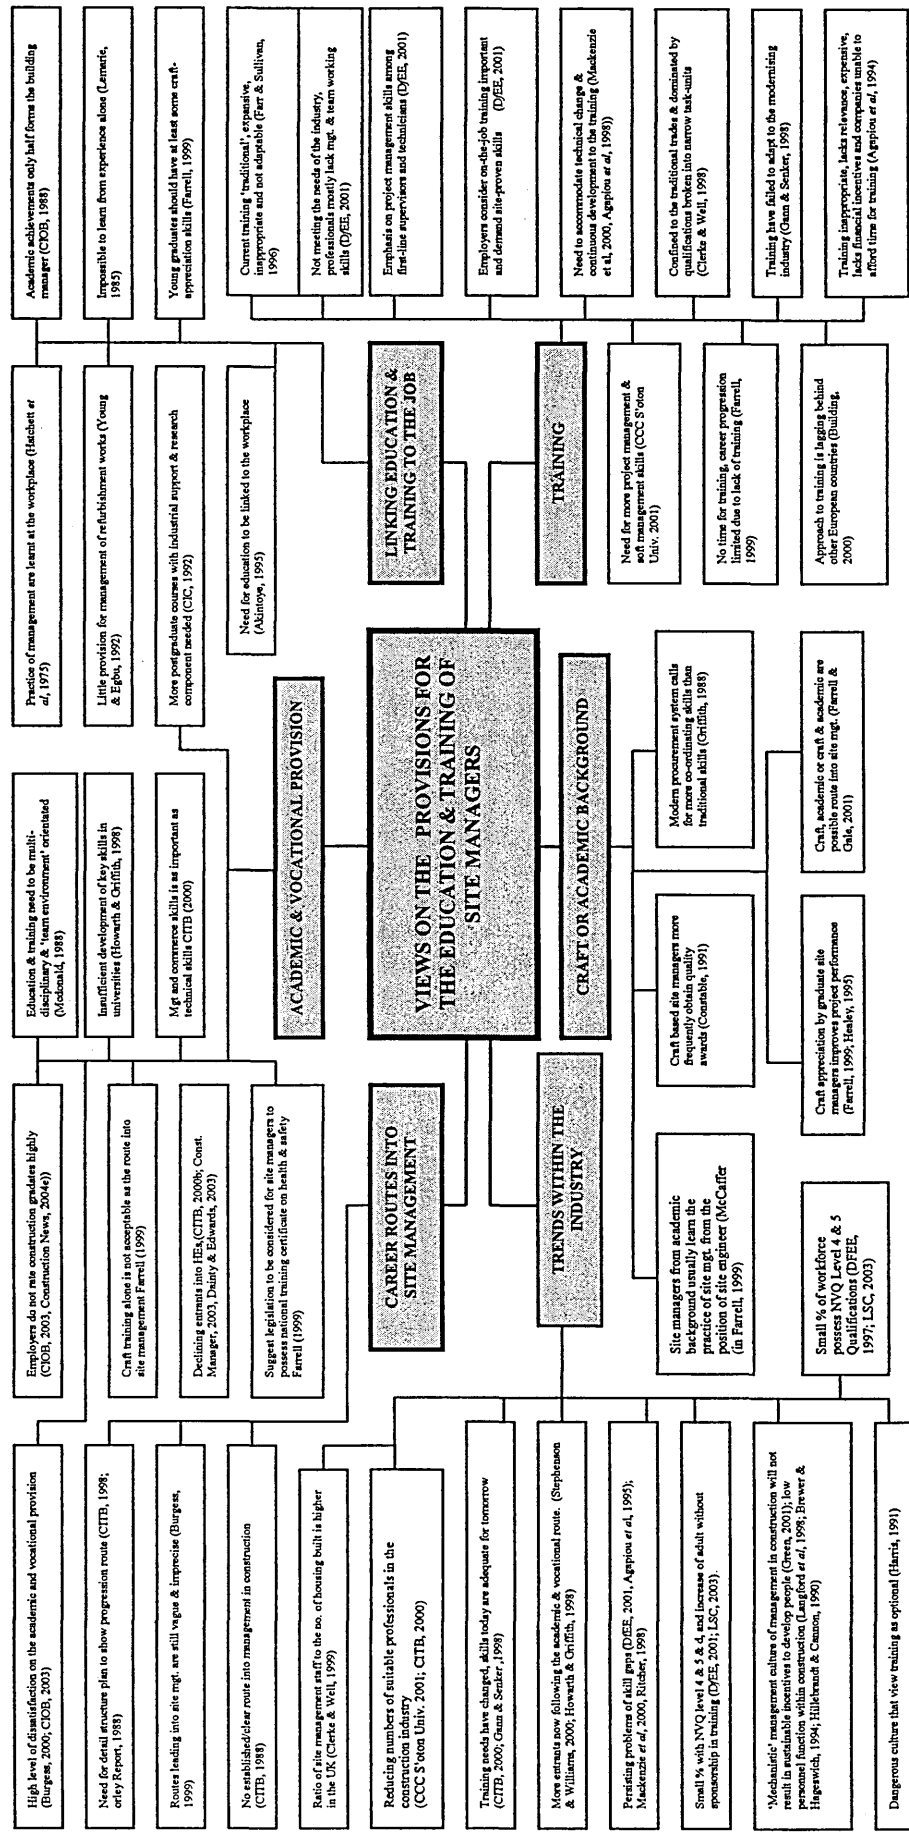 High level of dissatisfaction on the academic and vocational provision
(Burgess, 2000; CIOB, 2003)
Need for detail structure plan to show progression route (CITB, 1998;
orley Report, 1988)
Routes leading into site mgt. are still vague & imprecise (Burgess,
1999)
No established/clear route into management in construction
(CITB, 1988)
Ratio of site management staff to the no. of housing built is higher
in the UK (Clerke & Well, 1999)
Reducing numbers of suitable professionals in the
construction industry
(CCC S'oton Univ. 2001; CITB, 2000)
Training needs have changed, skills today are adequate for tomorrow
(CITB, 2000; Gann & Senker, 1998)
More entrants now following the academic & vocational route. (Stephenson
& Williams, 2000; Howarth & Griffith, 1998)
Persisting problems of skill gaps (DfEE, 2001, Agapiou et al, 1995);
Mackenzie et al, 2000, Ritcher, 1998)
Small % with NVQ level 4 & 5 & d, and increase of adult without
sponsorship in training (DfEE, 2001; LSC, 2003).
'Mechanistic' management culture of management in construction will not
result in sustainable incentives to develop people (Green, 2001); low
personnel function within construction (Langford et al, 1998; Brewer &
Hageswich, 1994; Hillebrandt & Cannon, 1990)
Dangerous culture that view training as optional (Harris, 1991)
Employers do not rate construction gradates highly
(CIOB, 2003, Construction News, 2004e))
Craft training alone is not acceptable as the route into
site management Farrell (1999)
Declining entrants into HEs,(CITB, 2000b; Const.
Manager, 2003, Dainty & Edwards, 2003)
Suggest legislation to be considered for site managers to
possess national training certificate on health & safety
Farrell (1999)
CAREER ROUTES INTO
SITE MANAGEMENT
TRENDS WITHIN THE
INDUSTRY
Site managers from academic
background usually learn the
practice of site mgt. from the
position of site engineer (McCaffer
(in Farrell, 1999)
Small % of workforce
possess NVQ Level 4 & 5
Qualifications (DFEE,
1997; LSC, 2003)
Education & training need to be multi-
disciplinary & 'team environment' orientated
(Mcdonald, 1988)
Insufficient development of key skills in
universities (Howarth & Griffith, 1998)
Mgt and commerce skills is as important as
technical skills CITB (2000)
ACADEMIC & VOCATIONAL PROVISION
VIEWS ON THE PROVISIONS FOR
THE EDUCATION & TRAINING OF
SITE MANAGERS
CRAFT OR ACADEMIC BACKGROUND
Craft based site managers more
frequently obtain quality
awards (Constable, 1991)
Modern procurement system calls
for more co-ordinating skills than
traditional skills (Griffith, 1988)
Craft appreciation by graduate site
managers improves project performance
(Farrell, 1999; Healey, 1995)
Craft, academic or craft & academic are
possible route into site mgt. (Farrell &
Gale, 2001)
Practice of management are learnt at the workplace (Hatchett et
al, 1975)
Little provision for management of refurbishment works (Young
& Egbu, 1992)
More postgraduate courses with industrial support & research
component needed (CIC, 1992)
Need for education to be linked to the workplace
(Akintoye, 1995)
LINKING EDUCATION &
TRAINING TO THE JOB
TRAINING
Need for more project management &
soft management skills (CCC S'oton
Univ. 2001)
No time for training, career progression
limited due to lack of training (Farrell,
1999)
Approach to training is lagging behind
other European countries (Building,
2000)
Academic achievements only half forms the building
manager (CIOB, 1988)
Impossible to learn from experience alone (Lemarie,
1985)
Young graduates should have at least some craft-
appreciation skills (Farrell, 1999)
Current training 'traditional', expensive,
inappropriate and not adaptable (Farr & Sullivan,
1996)
Not meeting the needs of the industry,
professionals mostly lack mgt. & team working
skills (DfEE, 2001)
Emphasis on project management skills among
first-line supervisors and technicians (DfEE, 2001)
Employers consider on-the-job training important
and demand site-proven skills (DfEE, 2001)
Need to accommodate technical change &
continuous development to the training (Mackenzie
et al, 2000, Agapiou et al, 1998))
Confined to the traditional trades & dominated by
qualifications broken into narrow task-units
(Clerke & Well, 1998)
Training have failed to adapt to the modernising
industry (Gann & Senker, 1998)
Training inappropriate, lacks relevance, expensive,
lacks financial incentives and companies unable to
afford time for training (Agapiou et al, 1994)